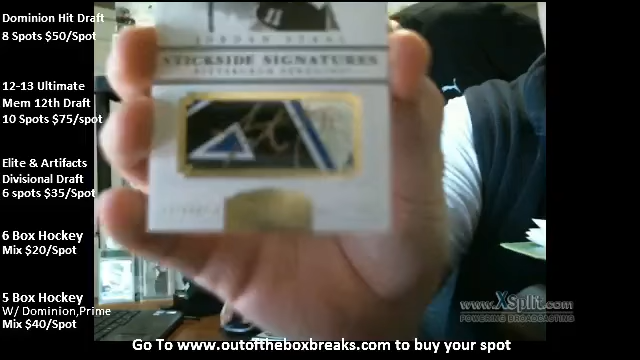 Dominion Hit Draft
8 Spots $50/Spot
12-13 Ultimate
Mem 12th Draft
10 Spots $75/spot
Elite & Artifacts
Divisional Draft
6 spots $35/Spot
6 Box Hockey
Mix $20/Spot
5 Box Hockey
W/ Dominion,Prime
Mix $40/Spot
11
JORDAN STAAL
STICKSIDE SIGNATURES
PITTSBURGH PENGUINS
www.XSplit.com
POWERING BROADCASTING
Go To www.outoftheboxbreaks.com to buy your spot